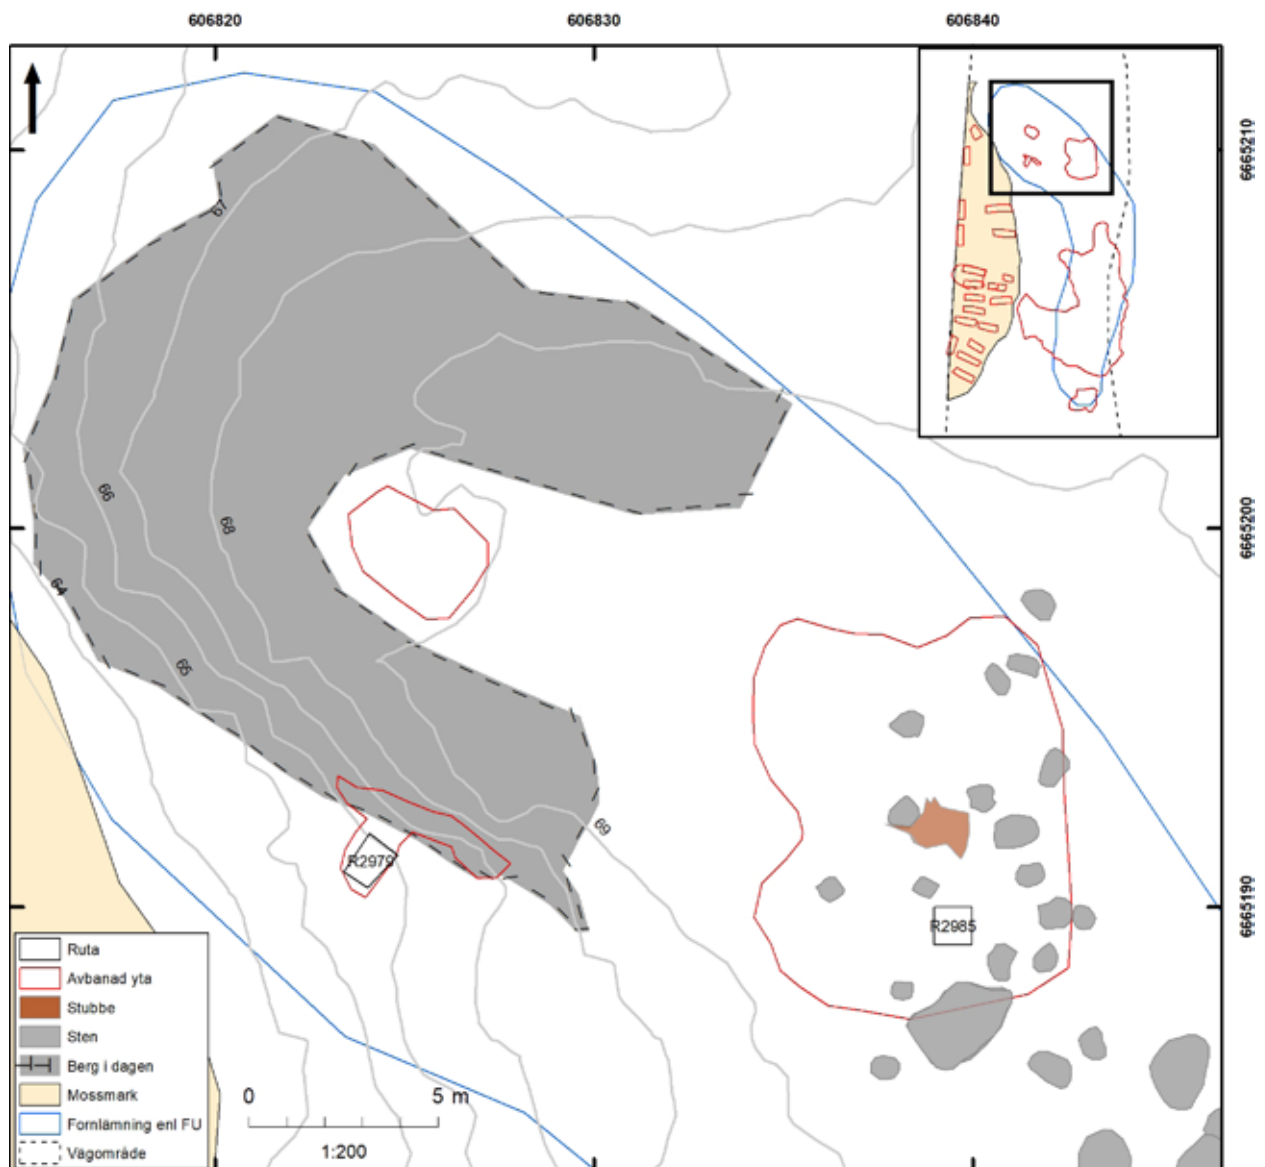 606820
606830
606840
6665210
67
66
68
6665200
64
65
69
R2979
6665190
R2985
Ruta
Avbanad yta
Stubbe
Sten
Berg i dagen
Mossmark
Fornlämning enl FU
Vägområde
0 5 m
1:200